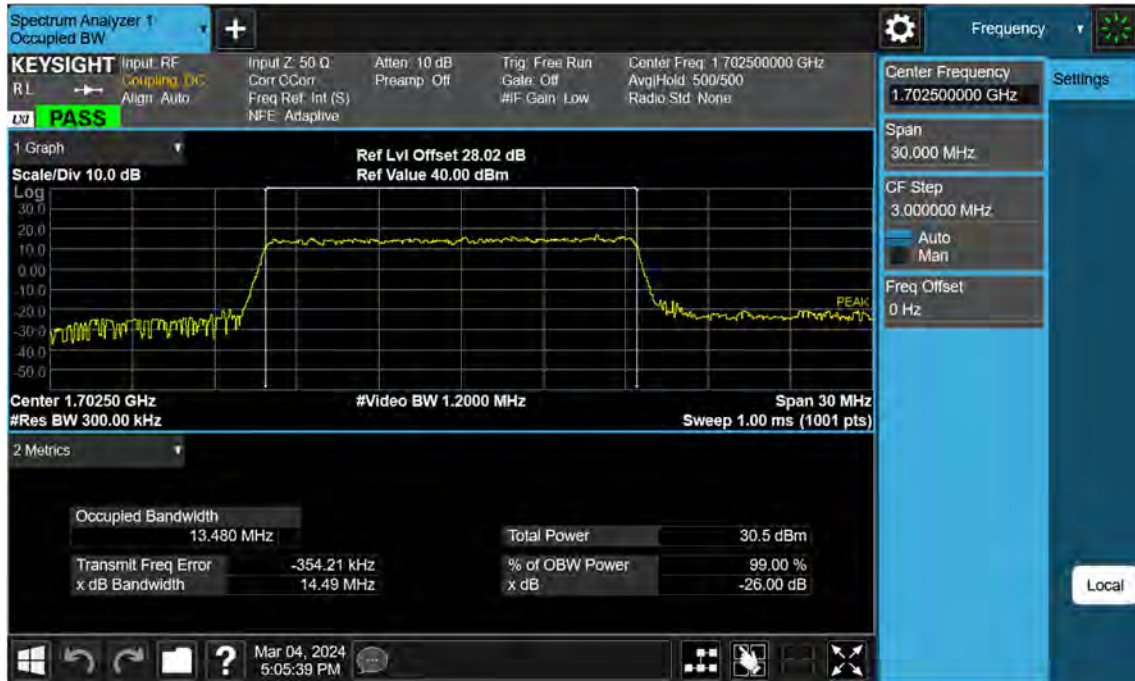 Spectrum Analyzer 1
Occupied BW
+
Frequency
KEYSIGHT
RL
LXI PASS
Input: RF
Coupling: DC
Align: Auto
Input Z: 50 Ω
Corr CCorr
Freq Ref: Int (S)
NFE: Adaptive
Atten: 10 dB
Preamp: Off
Trig: Free Run
Gate: Off
#IF Gain: Low
Center Freq: 1.702500000 GHz
Avg|Hold: 500/500
Radio Std: None
Center Frequency
1.702500000 GHz
Settings
Span
30.000 MHz
CF Step
3.000000 MHz
Auto
Man
Freq Offset
0 Hz
1 Graph
Scale/Div 10.0 dB
Ref Lvl Offset 28.02 dB
Ref Value 40.00 dBm
Log
30.0
20.0
10.0
0.00
-10.0
-20.0
-30.0
-40.0
-50.0
PEAK
Center 1.70250 GHz
#Video BW 1.2000 MHz
Span 30 MHz
#Res BW 300.00 kHz
Sweep 1.00 ms (1001 pts)
2 Metrics
Occupied Bandwidth
13.480 MHz
Total Power 30.5 dBm
Transmit Freq Error -354.21 kHz
% of OBW Power 99.00 %
x dB Bandwidth 14.49 MHz
x dB -26.00 dB
Local
?
Mar 04, 2024
5:05:39 PM